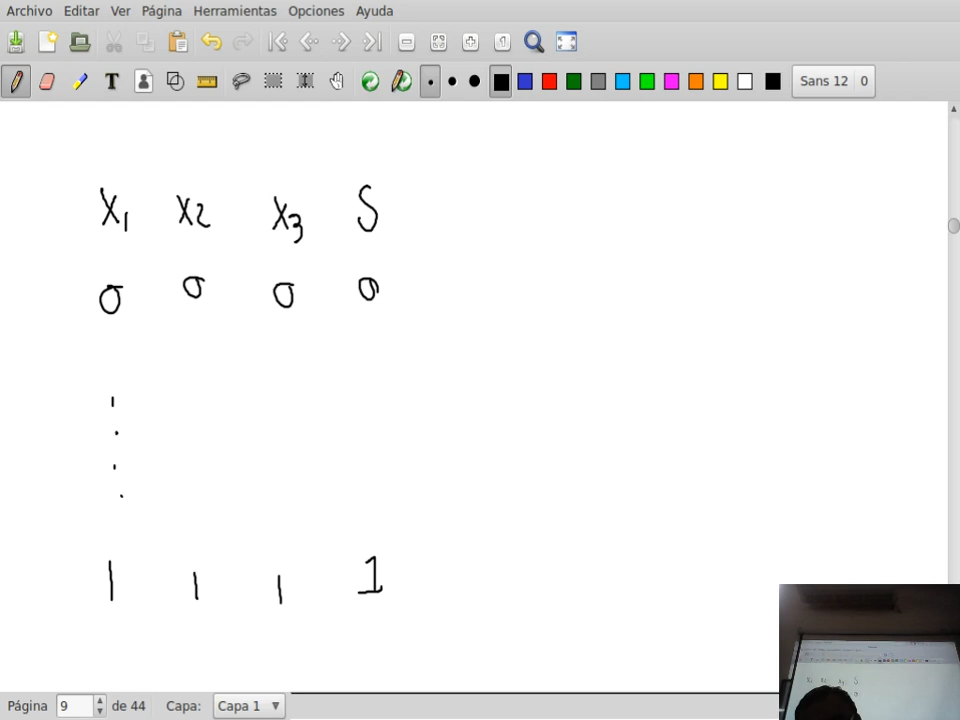 Archivo Editar Ver Página Herramientas Opciones Ayuda
Sans 12 0
X1 X2 X3 S
0 0 0 0
1 1 1 1
Página 9 de 44 Capa: Capa 1